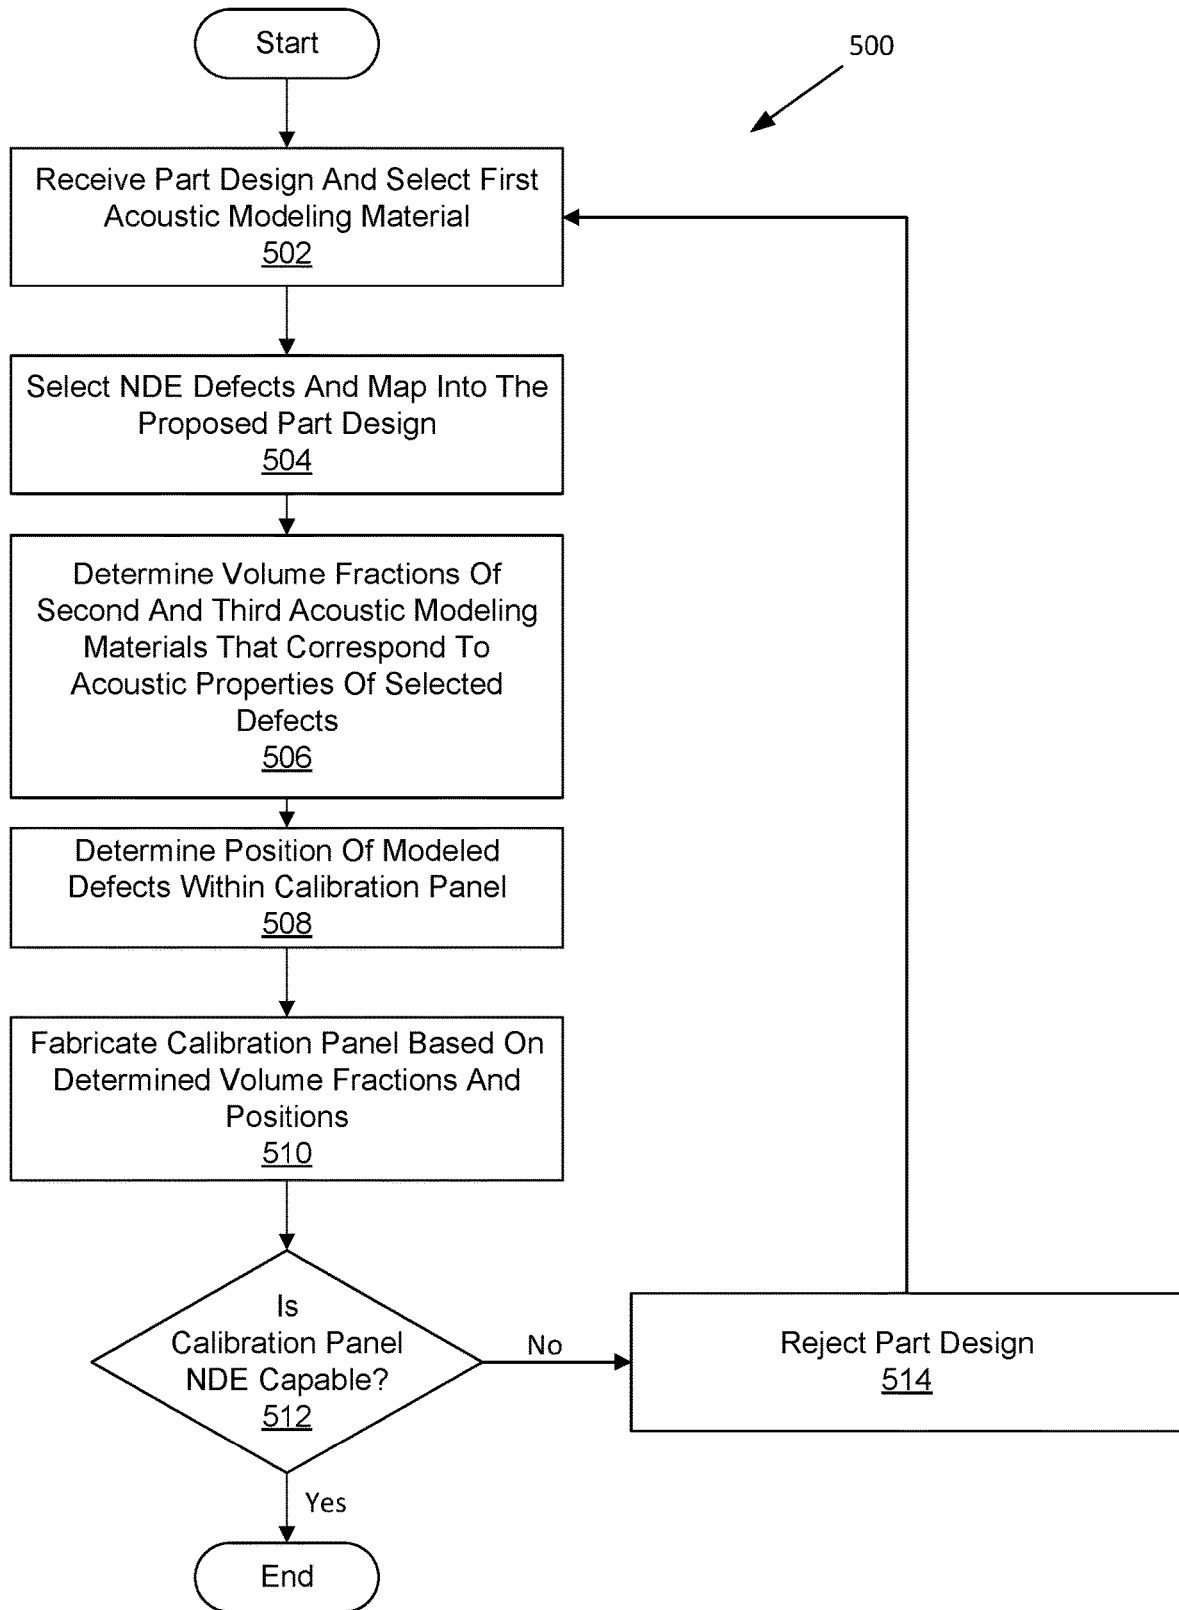 Start
500
Receive Part Design And Select First
Acoustic Modeling Material
502
Select NDE Defects And Map Into The
Proposed Part Design
504
Determine Volume Fractions Of
Second And Third Acoustic Modeling
Materials That Correspond To
Acoustic Properties Of Selected
Defects
506
Determine Position Of Modeled
Defects Within Calibration Panel
508
Fabricate Calibration Panel Based On
Determined Volume Fractions And
Positions
510
Is
Calibration Panel
NDE Capable?
512
No
Reject Part Design
514
Yes
End